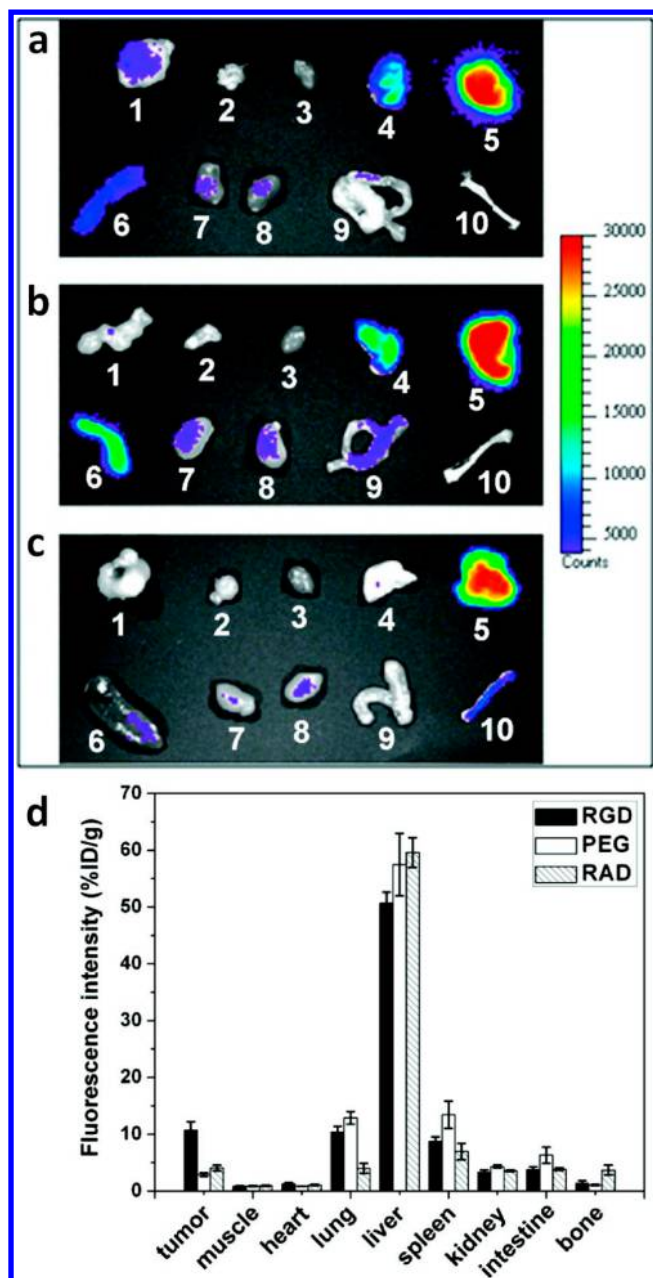 a
1 2 3 4 5
6 7 8 9 10
b
1 2 3 4 5
6 7 8 9 10
c
1 2 3 4 5
6 7 8 9 10
30000
25000
20000
15000
10000
5000
Counts
d
Fluorescence intensity (%ID/g)
70
60
50
40
30
20
10
0
RGD
PEG
RAD
tumor
muscle
heart
lung
liver
spleen
kidney
intestine
bone